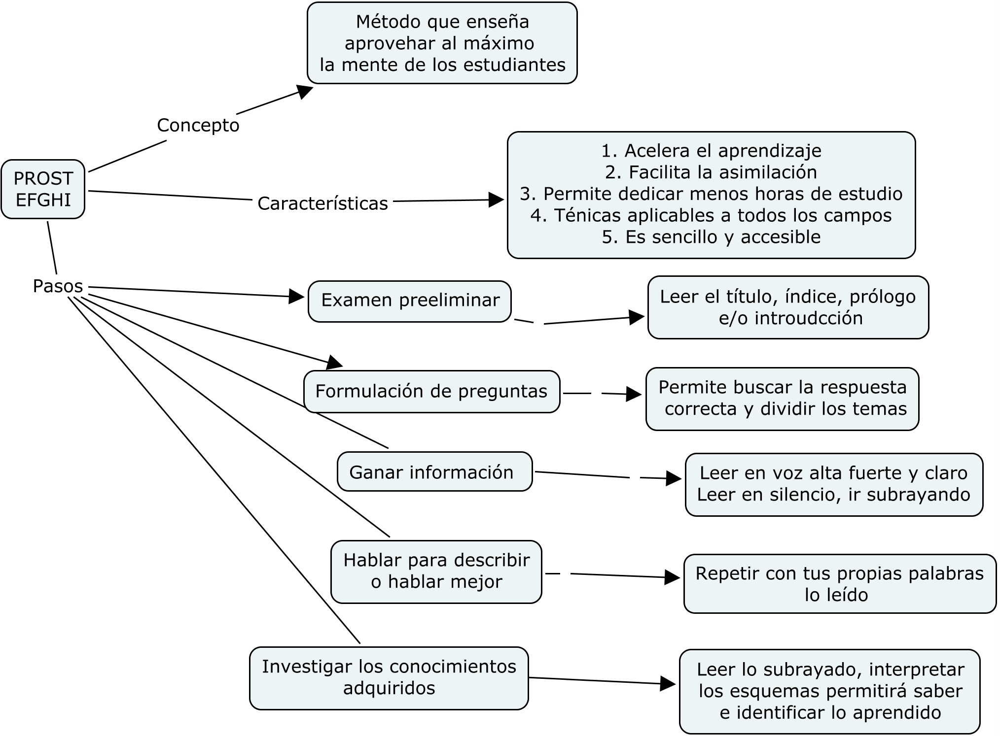 Método que enseña
aprovehar al máximo
la mente de los estudiantes
Concepto
PROST
EFGHI
Características
1. Acelera el aprendizaje
2. Facilita la asimilación
3. Permite dedicar menos horas de estudio
4. Ténicas aplicables a todos los campos
5. Es sencillo y accesible
Pasos
Examen preeliminar
Leer el título, índice, prólogo
e/o introudcción
Formulación de preguntas
Permite buscar la respuesta
correcta y dividir los temas
Ganar información
Leer en voz alta fuerte y claro
Leer en silencio, ir subrayando
Hablar para describir
o hablar mejor
Repetir con tus propias palabras
lo leído
Investigar los conocimientos
adquiridos
Leer lo subrayado, interpretar
los esquemas permitirá saber
e identificar lo aprendido